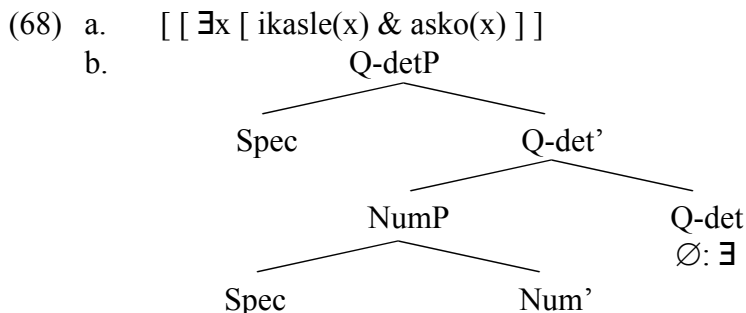 (68) a. [ [ ∃x [ ikasle(x) & asko(x) ] ]
b. Q-detP
Spec Q-det’
NumP Q-det
∅: ∃
Spec Num’